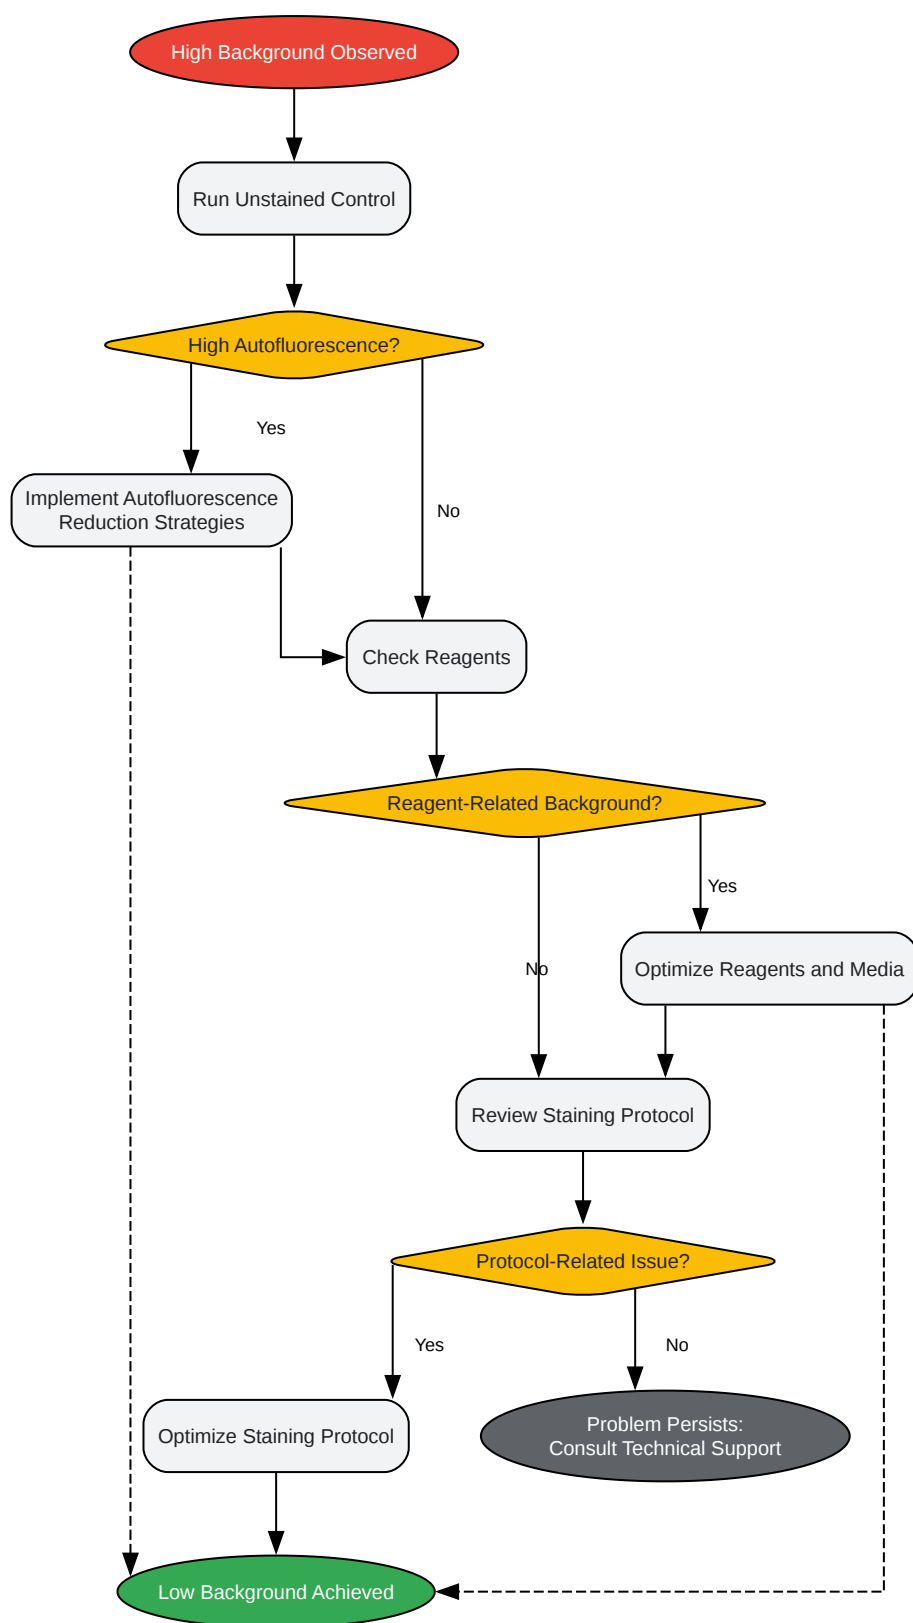 High Background Observed
Run Unstained Control
High Autofluorescence?
Yes
Implement Autofluorescence
Reduction Strategies
No
Check Reagents
Reagent-Related Background?
Yes
No
Optimize Reagents and Media
Review Staining Protocol
Protocol-Related Issue?
Yes
No
Problem Persists:
Consult Technical Support
Optimize Staining Protocol
Low Background Achieved